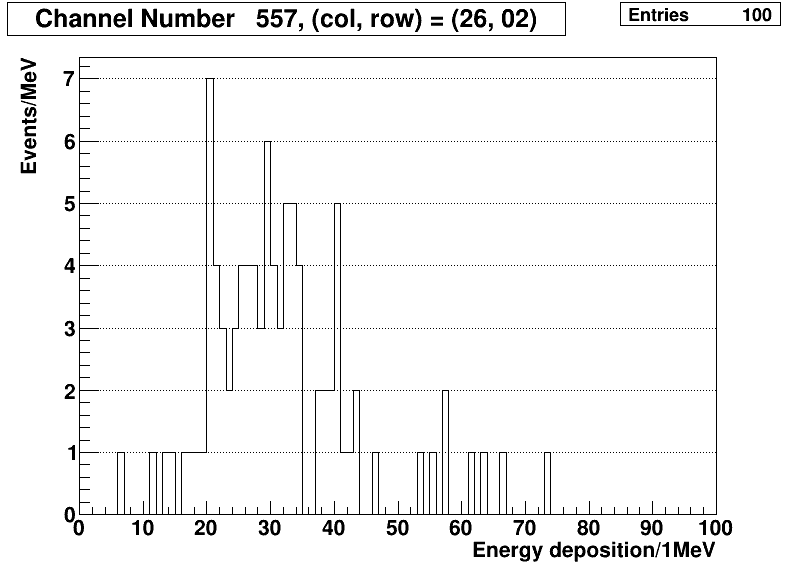 Channel Number 557, (col, row) = (26, 02)
Entries 100
Events/MeV
7
6
5
4
3
2
1
0
0 10 20 30 40 50 60 70 80 90 100
Energy deposition/1MeV